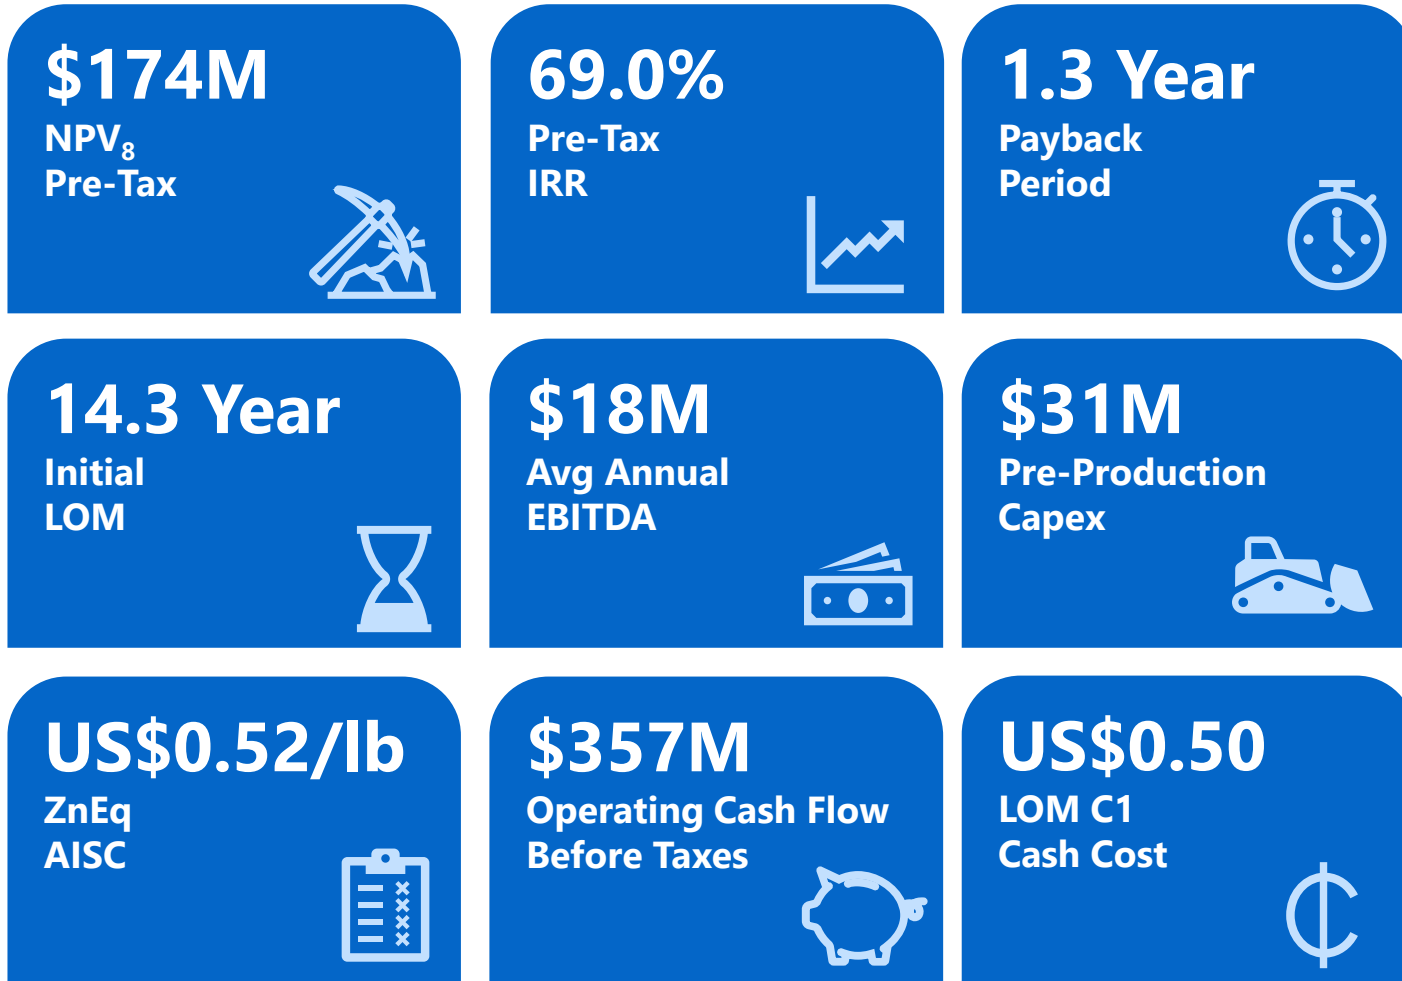 $174M
NPV8
Pre-Tax
69.0%
Pre-Tax
IRR
1.3 Year
Payback
Period
14.3 Year
Initial
LOM
$18M
Avg Annual
EBITDA
$31M
Pre-Production
Capex
US$0.52/lb
ZnEq
AISC
$357M
Operating Cash Flow
Before Taxes
US$0.50
LOM C1
Cash Cost